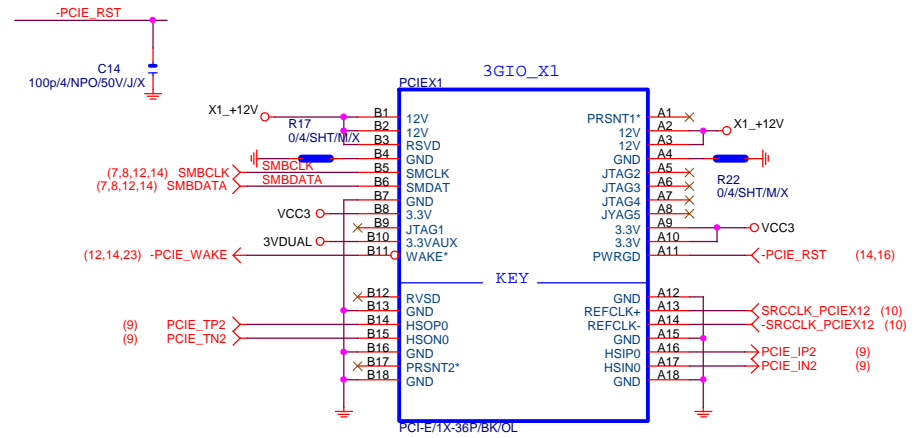 -PCIE_RST
C14
100p/4/NPO/50V/J/X
3GIO_X1
PCIEX1
X1_+12V B1 12V PRSNT1* A1
R17 B2 12V 12V A2 X1_+12V
0/4/SHT/M/X B3 RSVD 12V A3
B4 GND GND A4
(7,8,12,14) SMBCLK SMBCLK B5 SMCLK JTAG2 A5
(7,8,12,14) SMBDATA SMBDATA B6 SMDAT JTAG3 A6 R22
B7 GND JTAG4 A7 0/4/SHT/M/X
VCC3 B8 3.3V JYAG5 A8
B9 JTAG1 3.3V A9 VCC3
3VDUAL B10 3.3VAUX 3.3V A10
(12,14,23) -PCIE_WAKE B11 WAKE* PWRGD A11 -PCIE_RST (14,16)
KEY
B12 RVSD GND A12
B13 GND REFCLK+ A13 SRCCLK_PCIEX12 (10)
(9) PCIE_TP2 B14 HSOP0 REFCLK- A14 -SRCCLK_PCIEX12 (10)
(9) PCIE_TN2 B15 HSON0 GND A15
B16 GND HSIP0 A16 PCIE_IP2 (9)
B17 PRSNT2* HSIN0 A17 PCIE_IN2 (9)
B18 GND GND A18
PCI-E/1X-36P/BK/OL